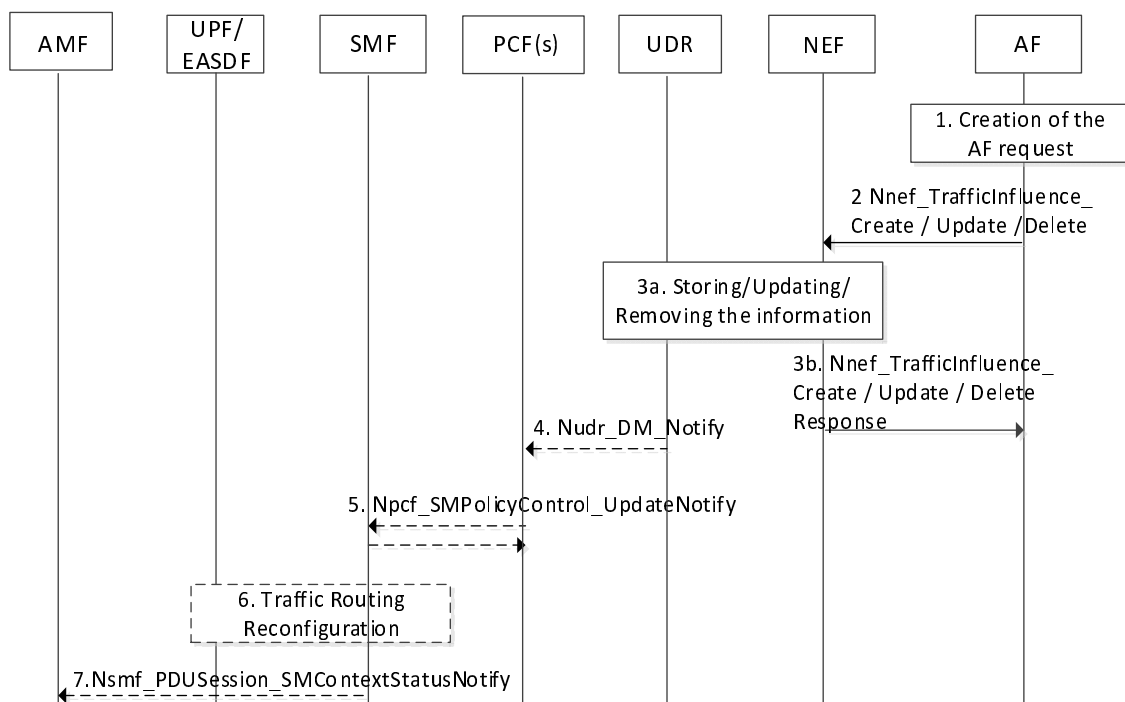 AMF
UPF/
EASDF
SMF
PCF(s)
UDR
NEF
AF
1. Creation of the
AF request
2 Nnef_TrafficInfluence_
Create / Update /Delete
3a. Storing/Updating/
Removing the information
3b. Nnef_TrafficInfluence_
Create / Update / Delete
Response
4. Nudr_DM_Notify
5. Npcf_SMPolicyControl_UpdateNotify
6. Traffic Routing
Reconfiguration
7.Nsmf_PDUSession_SMContextStatusNotify